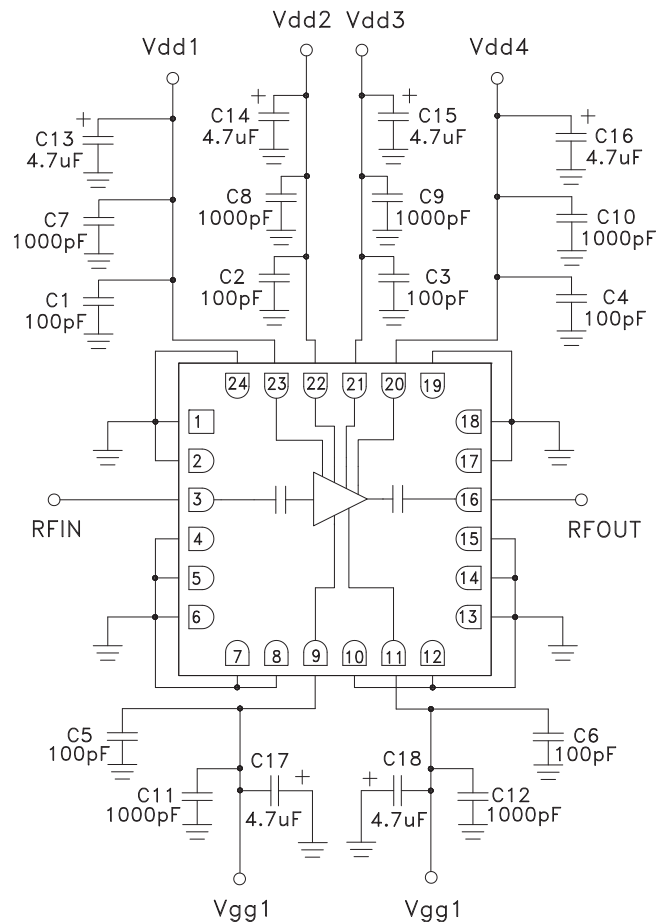 Vdd2 Vdd3
Vdd1 Vdd4
+ + + +
C14 C15
4.7uF 4.7uF
C13 C16
4.7uF 4.7uF
C8 C9
1000pF 1000pF
C7 C10
1000pF 1000pF
C2 C3
100pF 100pF
C1 C4
100pF 100pF
24 23 22 21 20 19
1 18
2 17
3 16
RFIN RFOUT
4 15
5 14
6 13
7 8 9 10 11 12
C5 C6
100pF 100pF
C17 C18
+ +
C11 C12
1000pF 1000pF
4.7uF 4.7uF
Vgg1 Vgg1